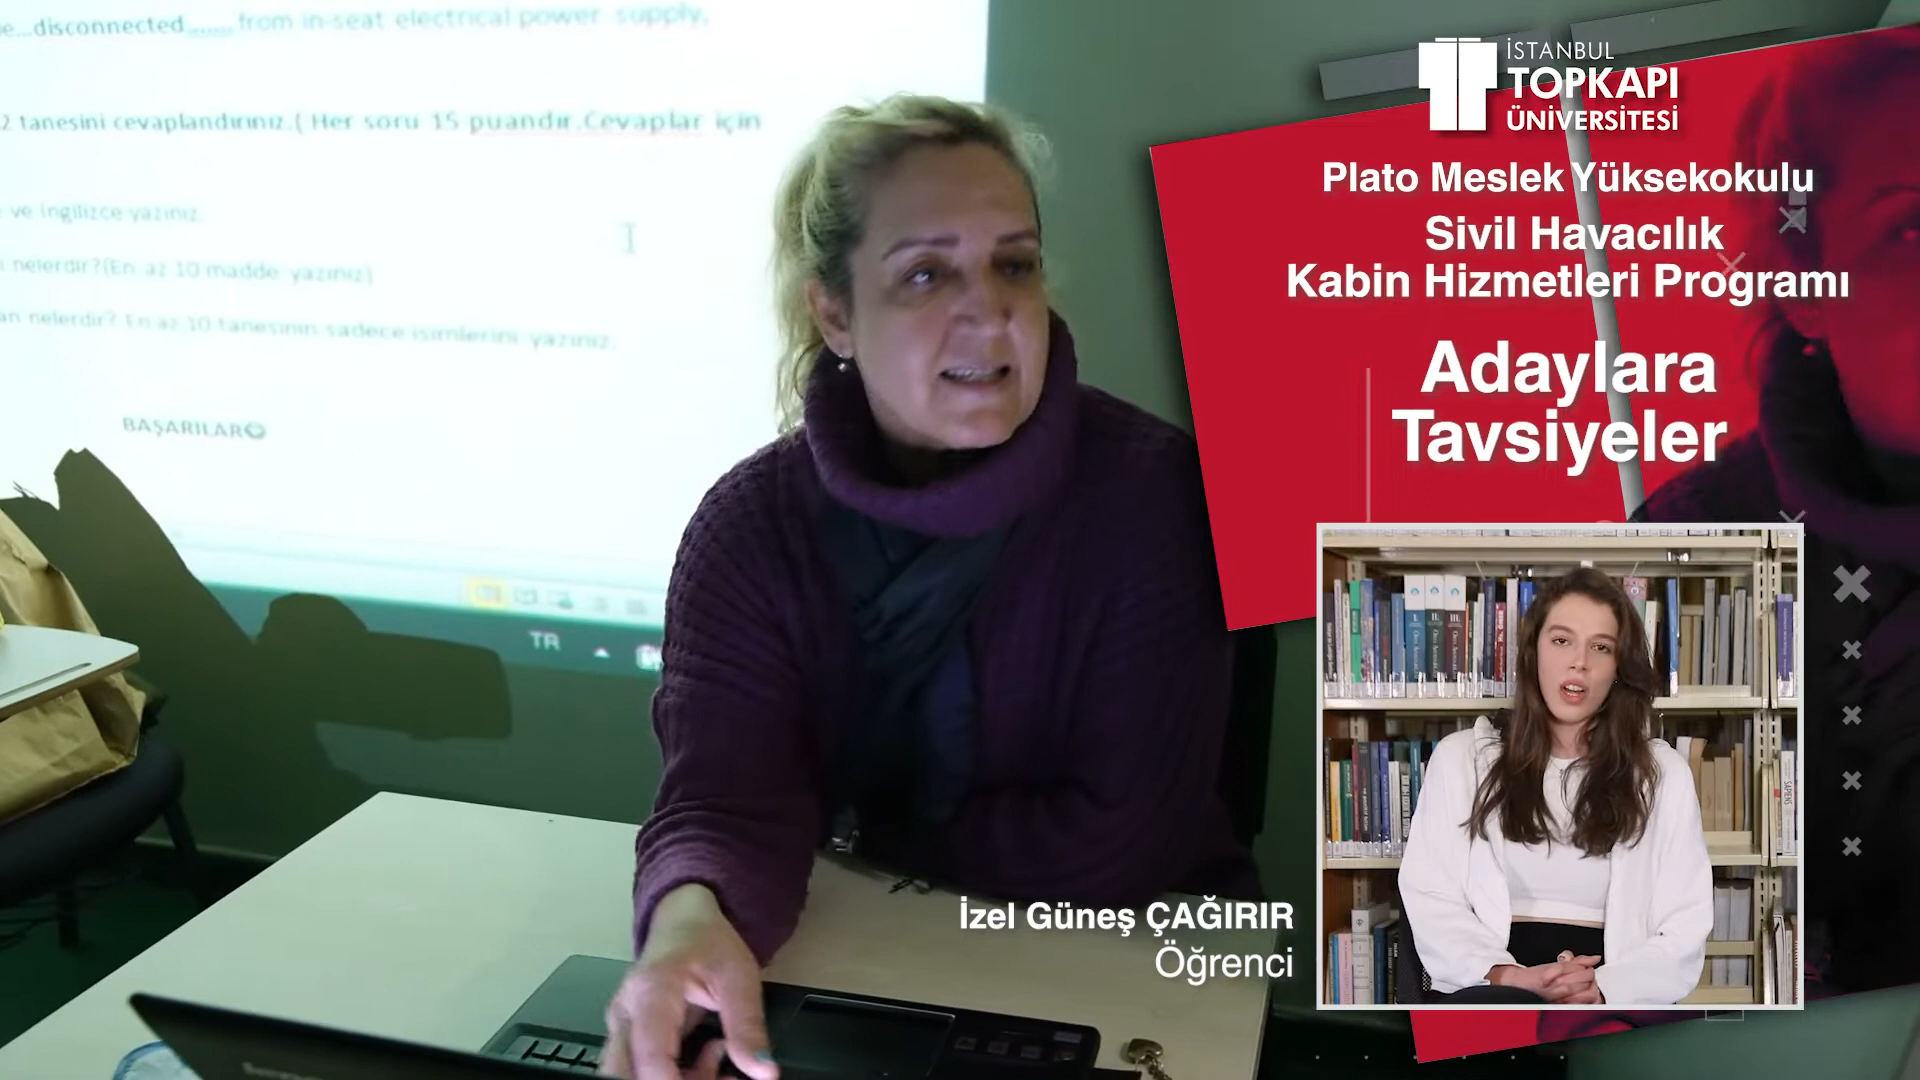 disconnected........from in-seat electrical power supply,
2 tanesini cevaplandırınız.( Her soru 15 puandır.Cevaplar için
ve İngilizce yazınız.
nelerdir?(En az 10 madde yazınız)
an nelerdir? En az 10 tanesinin sadece isimlerini yazınız.
BAŞARILAR
TR
İSTANBUL
TOPKAPI
ÜNİVERSİTESİ
Plato Meslek Yüksekokulu
Sivil Havacılık
Kabin Hizmetleri Programı
Adaylara
Tavsiyeler
İzel Güneş ÇAĞIRIR
Öğrenci
SAPIENS